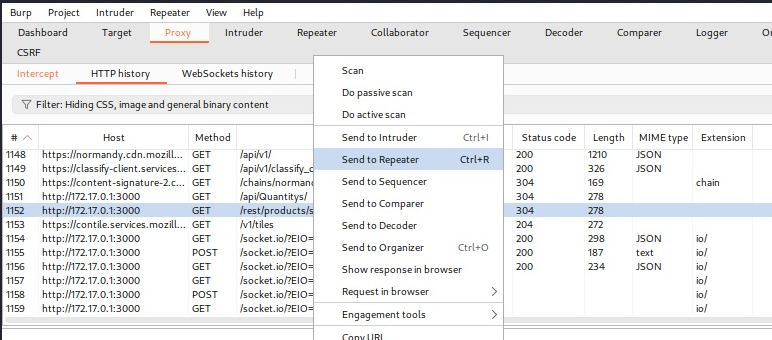 Burp Project Intruder Repeater View Help
Dashboard Target Proxy Intruder Repeater Collaborator Sequencer Decoder Comparer Logger
CSRF
Intercept HTTP history WebSockets history
Filter: Hiding CSS, image and general binary content
# Host Method Status code Length MIME type Extension
1148 https://normandy.cdn.mozill... GET /api/v1/ 200 1210 JSON
1149 https://classify-client.services... GET /api/v1/classify_c 200 326 JSON
1150 https://content-signature-2.c... GET /chains/normand 304 169 chain
1151 http://172.17.0.1:3000 GET /api/Quantitys/ 304 278
1152 http://172.17.0.1:3000 GET /rest/products/s 304 278
1153 https://contile.services.mozill... GET /v1/tiles 204 272
1154 http://172.17.0.1:3000 GET /socket.io/?EIO= 200 298 JSON io/
1155 http://172.17.0.1:3000 POST /socket.io/?EIO= 200 187 text io/
1156 http://172.17.0.1:3000 GET /socket.io/?EIO= 200 234 JSON io/
1157 http://172.17.0.1:3000 GET /socket.io/?EIO= io/
1158 http://172.17.0.1:3000 POST /socket.io/?EIO= io/
1159 http://172.17.0.1:3000 GET /socket.io/?EIO= io/
Scan
Do passive scan
Do active scan
Send to Intruder Ctrl+I
Send to Repeater Ctrl+R
Send to Sequencer
Send to Comparer
Send to Decoder
Send to Organizer Ctrl+O
Show response in browser
Request in browser
Engagement tools
Copy URL